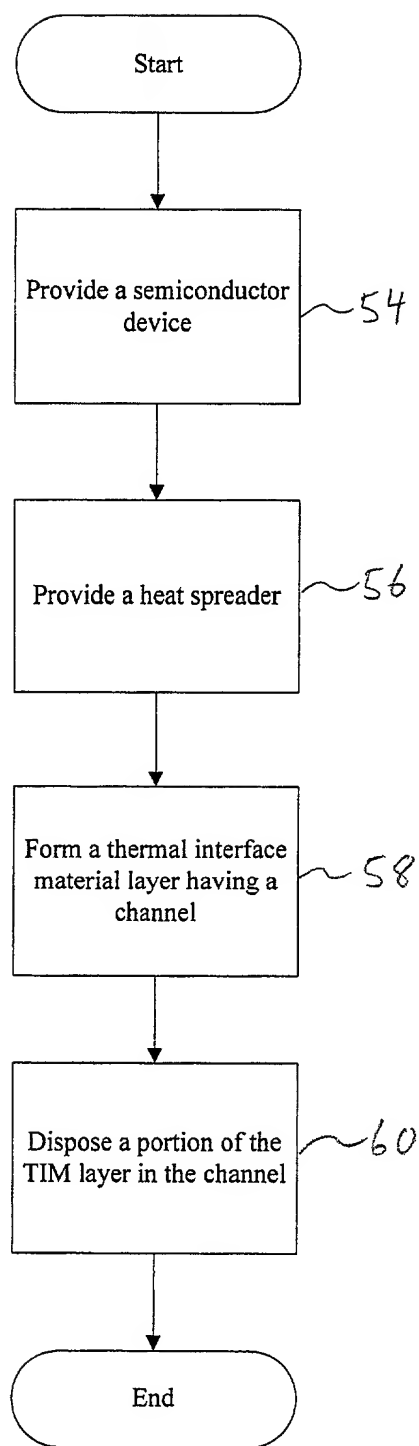 Start
Provide a semiconductor
device
54
Provide a heat spreader
56
Form a thermal interface
material layer having a
channel
58
Dispose a portion of the
TIM layer in the channel
60
End